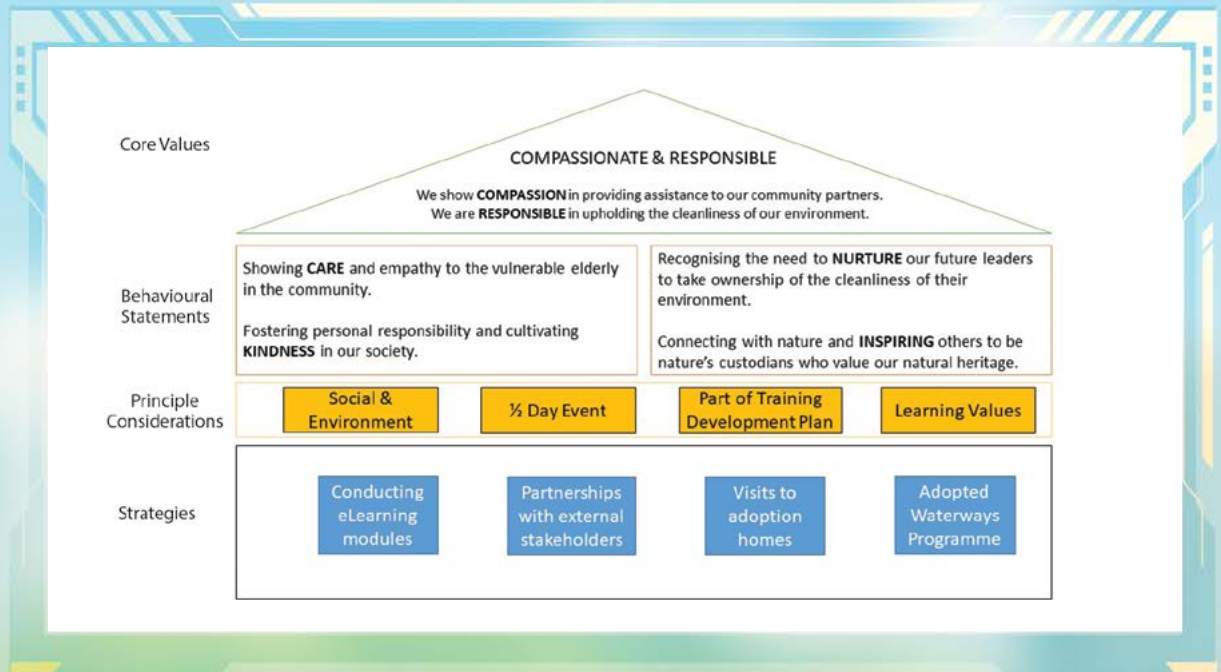 Core Values
COMPASSIONATE & RESPONSIBLE
We show COMPASSION in providing assistance to our community partners.
We are RESPONSIBLE in upholding the cleanliness of our environment.
Behavioural
Statements
Showing CARE and empathy to the vulnerable elderly
in the community.
Fostering personal responsibility and cultivating
KINDNESS in our society.
Recognising the need to NURTURE our future leaders
to take ownership of the cleanliness of their
environment.
Connecting with nature and INSPIRING others to be
nature's custodians who value our natural heritage.
Principle
Considerations
Social &
Environment
½ Day Event
Part of Training
Development Plan
Learning Values
Strategies
Conducting
eLearning
modules
Partnerships
with external
stakeholders
Visits to
adoption
homes
Adopted
Waterways
Programme